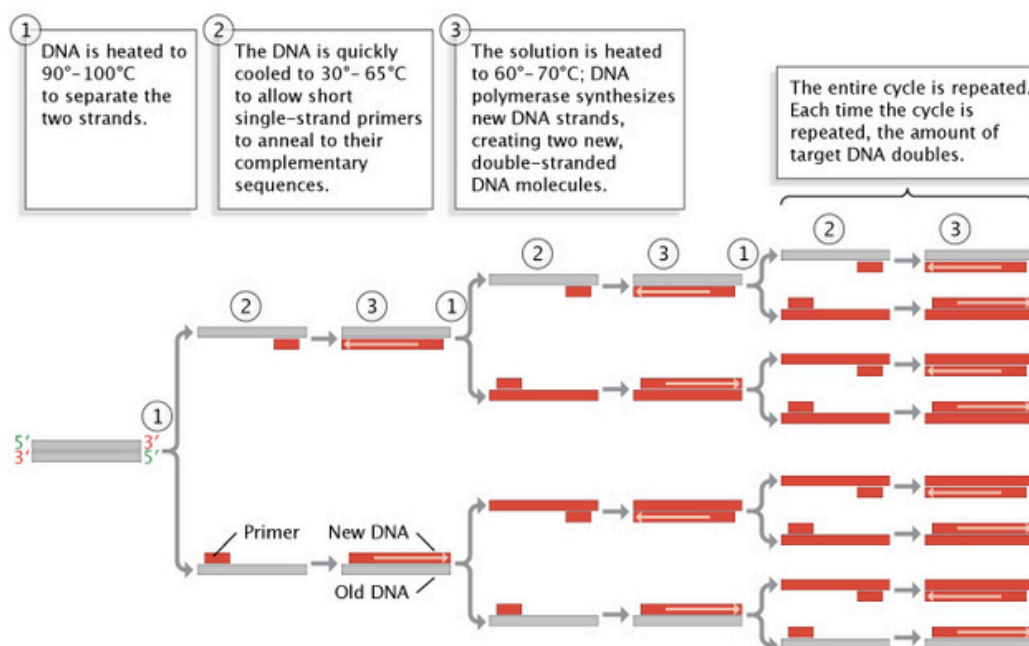 1
DNA is heated to
90°–100°C
to separate the
two strands.
2
The DNA is quickly
cooled to 30°–65°C
to allow short
single-strand primers
to anneal to their
complementary
sequences.
3
The solution is heated
to 60°–70°C; DNA
polymerase synthesizes
new DNA strands,
creating two new,
double-stranded
DNA molecules.
The entire cycle is repeated.
Each time the cycle is
repeated, the amount of
target DNA doubles.
2 3
2 3 1
2 3 1
1
5′ 3′
3′ 5′
Primer New DNA
Old DNA